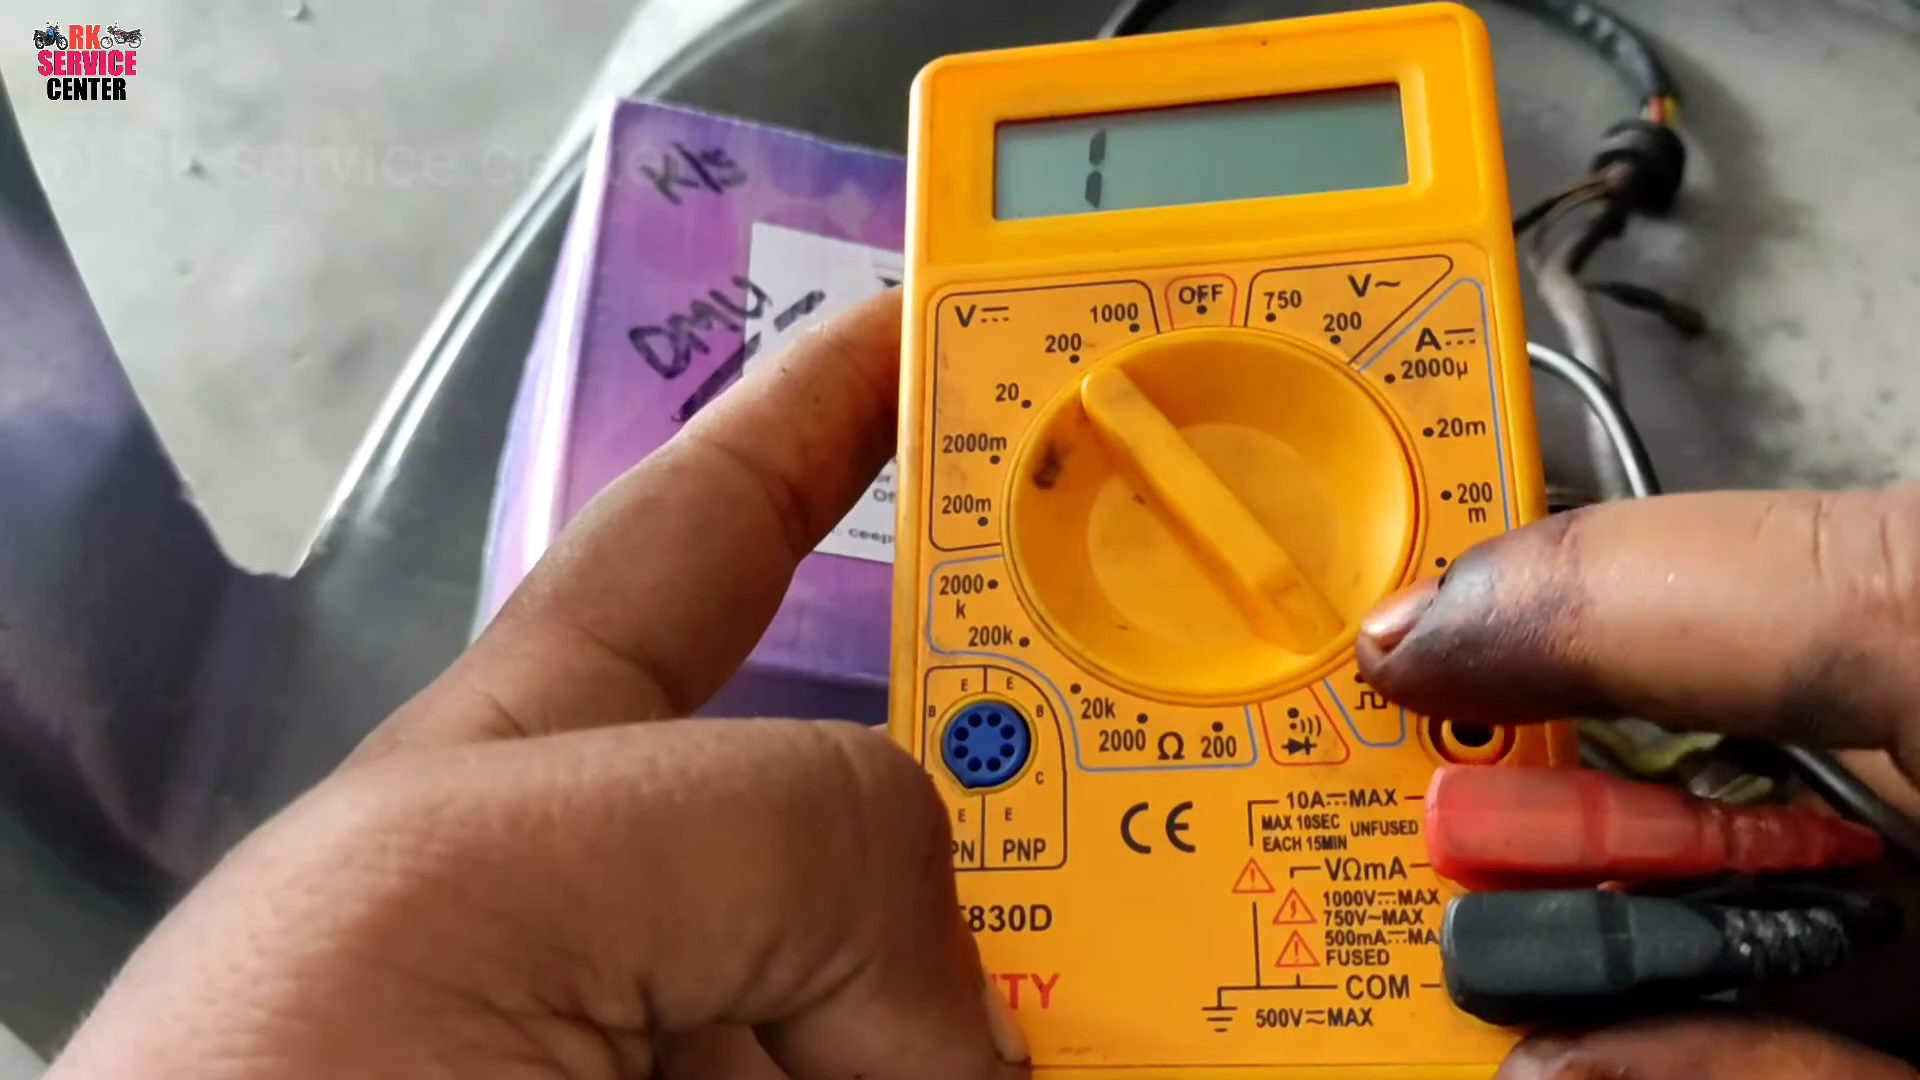 RK
SERVICE
CENTER
K/s
OFF
V
1000
200
20
2000m
200m
750
V~
200
A
2000µ
20m
200
m
2000
k
200k
20k
2000
Ω
200
E
E
B
B
C
E
E
PNP
CE
10A MAX
MAX 10SEC
UNFUSED
EACH 15MIN
VΩmA
1000V MAX
750V~MAX
500mA
FUSED
COM
500V MAX
830D